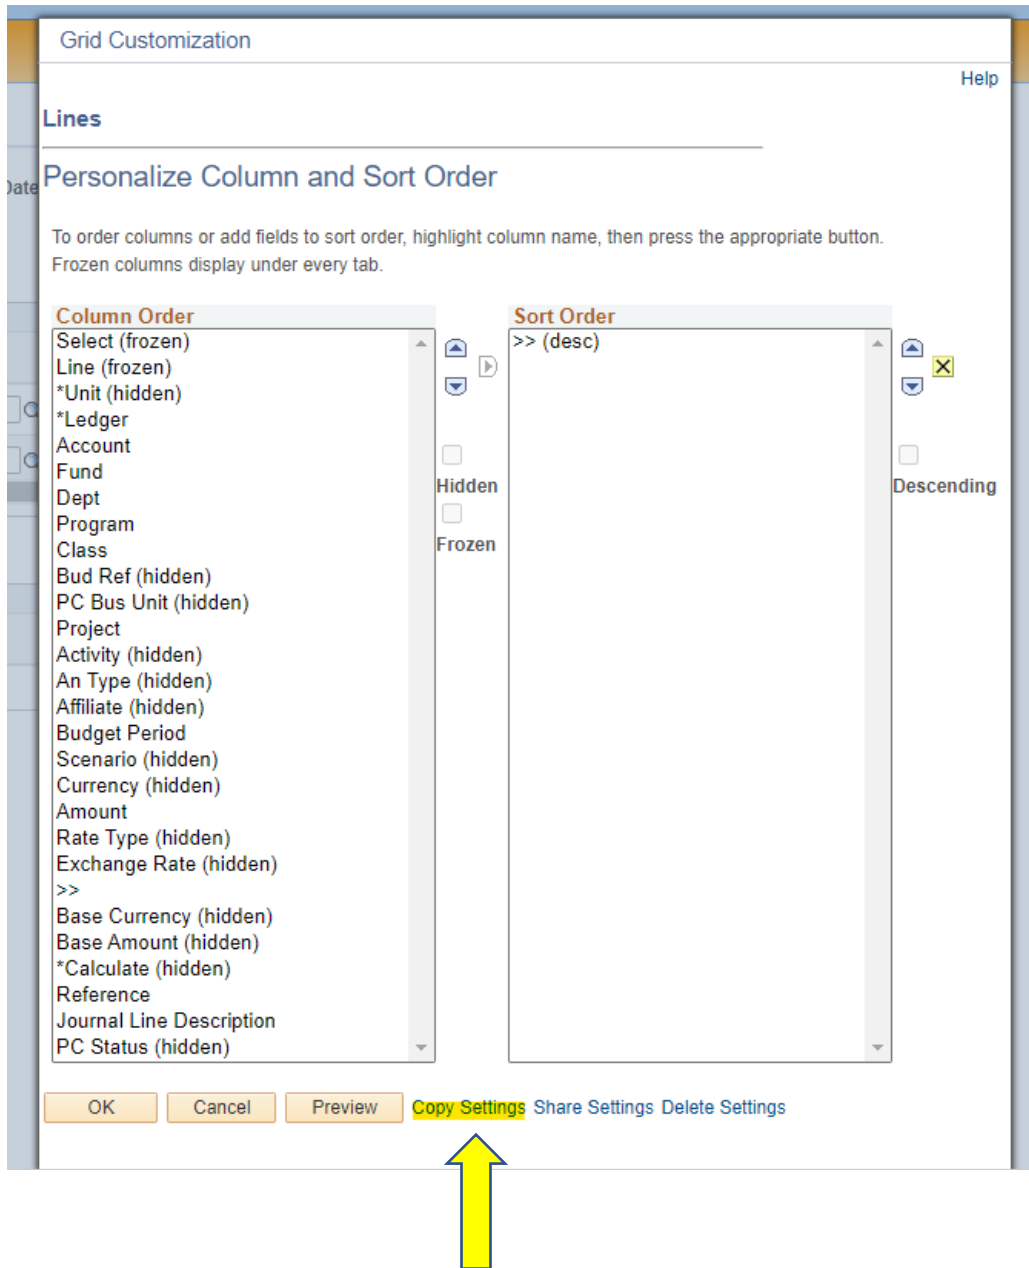 Grid Customization
Help
Lines
Date
Personalize Column and Sort Order
To order columns or add fields to sort order, highlight column name, then press the appropriate button.
Frozen columns display under every tab.
Column Order
Select (frozen)
Line (frozen)
*Unit (hidden)
*Ledger
Account
Fund
Dept
Program
Class
Bud Ref (hidden)
PC Bus Unit (hidden)
Project
Activity (hidden)
An Type (hidden)
Affiliate (hidden)
Budget Period
Scenario (hidden)
Currency (hidden)
Amount
Rate Type (hidden)
Exchange Rate (hidden)
>>
Base Currency (hidden)
Base Amount (hidden)
*Calculate (hidden)
Reference
Journal Line Description
PC Status (hidden)
Hidden
Frozen
Sort Order
>> (desc)
Descending
OK Cancel Preview Copy Settings Share Settings Delete Settings